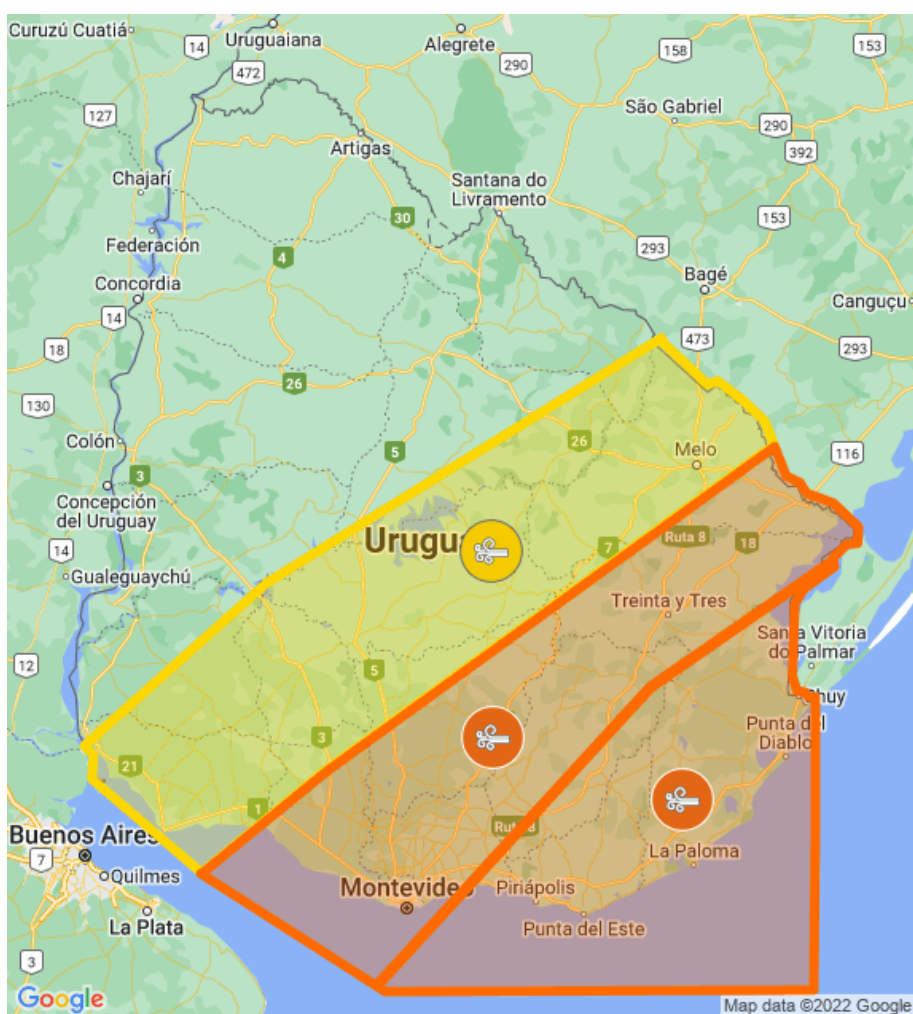 Curuzú Cuatiá
14
Uruguaiana
Alegrete
153
158
290
472
127
São Gabriel
290
Artigas
392
Chajarí
Santana do
Livramento
30
153
Federación
293
4
Bagé
Concordia
Canguçu
14
473
18
293
26
130
26
Colón
5
Melo
116
3
Concepción
del Uruguay
Urugu
7
Ruta 8
18
14
Gualeguaychú
Treinta y Tres
12
Santa Vitoria
do Palmar
5
Chuy
3
Punta del
Diablo
21
1
Buenos Aires
Ruta 8
7
La Paloma
Quilmes
Montevideo
Piriápolis
La Plata
Punta del Este
3
Google
Map data ©2022 Google